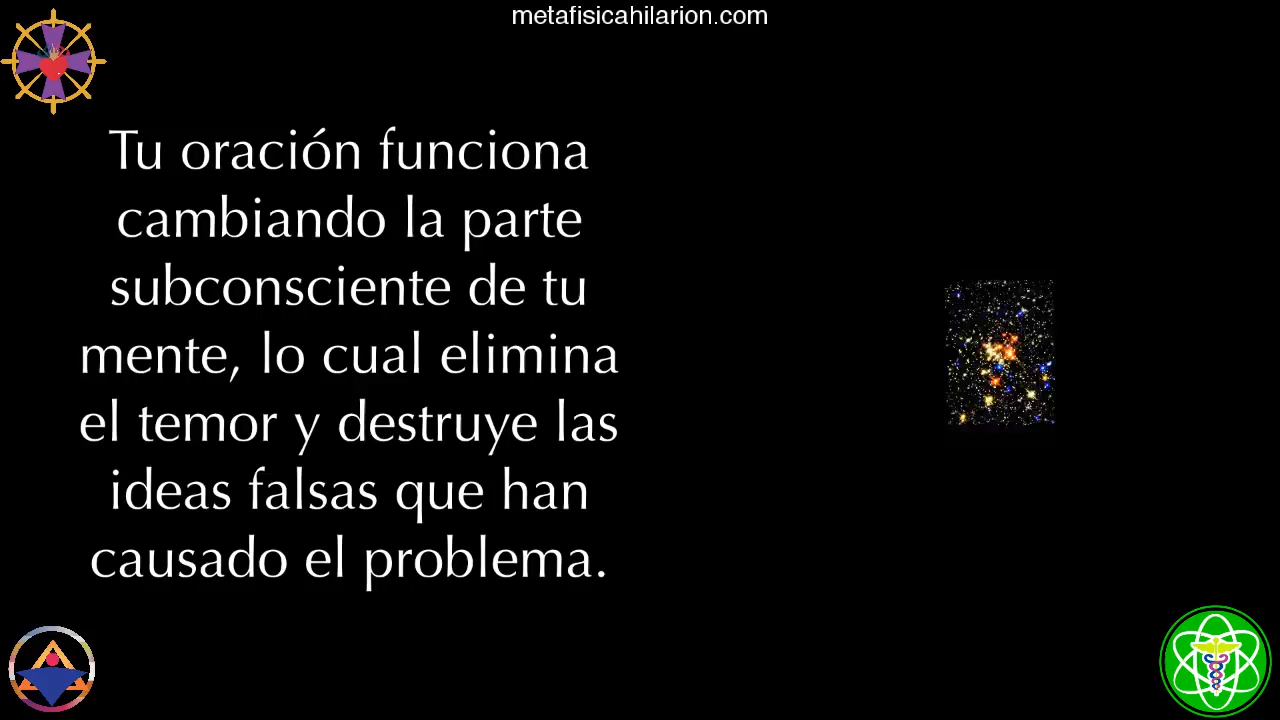 metafisicahilarion.com
Tu oración funciona
cambiando la parte
subconsciente de tu
mente, lo cual elimina
el temor y destruye las
ideas falsas que han
causado el problema.